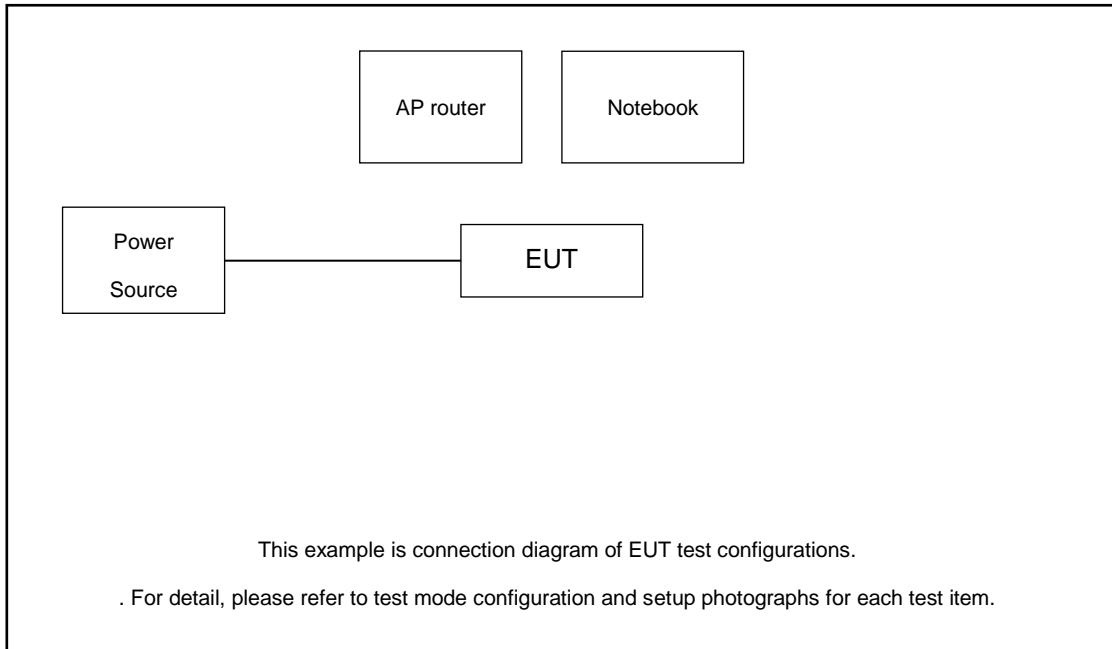 AP router
Notebook
Power
Source
EUT
This example is connection diagram of EUT test configurations.
. For detail, please refer to test mode configuration and setup photographs for each test item.